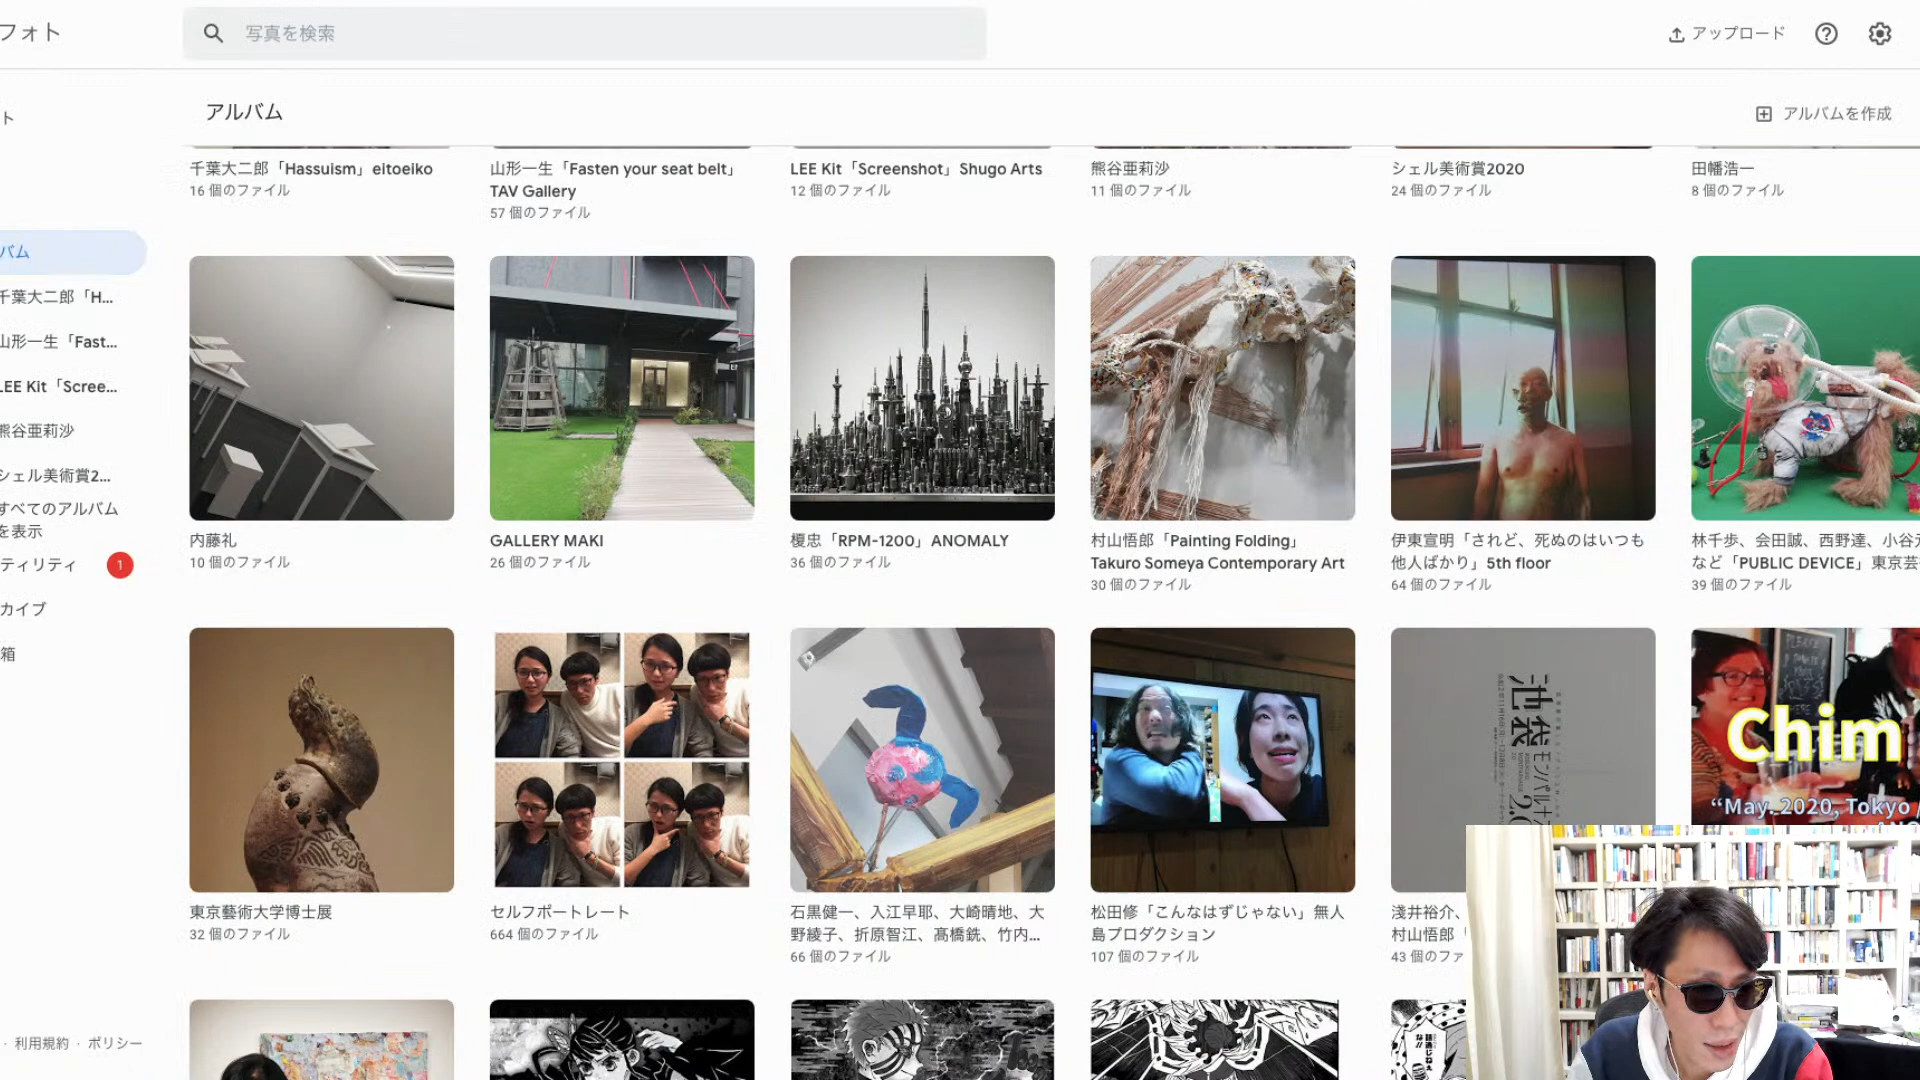 フォト
写真を検索
アップロード
アルバム
アルバムを作成
ト
バム
千葉大二郎「H...
山形一生「Fast...
LEE Kit「Scree...
熊谷亜莉沙
シェル美術賞2...
すべてのアルバム
を表示
ティリティ
1
カイブ
箱
· 利用規約 · ポリシー
千葉大二郎「Hassuism」eitoeiko
16 個のファイル
山形一生「Fasten your seat belt」
TAV Gallery
57 個のファイル
LEE Kit「Screenshot」Shugo Arts
12 個のファイル
熊谷亜莉沙
11 個のファイル
シェル美術賞2020
24 個のファイル
田幡浩一
8 個のファイル
内藤礼
10 個のファイル
GALLERY MAKI
26 個のファイル
榎忠「RPM-1200」ANOMALY
36 個のファイル
村山悟郎「Painting Folding」
Takuro Someya Contemporary Art
30 個のファイル
伊東宣明「されど、死ぬのはいつも
他人ばかり」5th floor
64 個のファイル
林千歩、会田誠、西野達、小谷元
など「PUBLIC DEVICE」東京芸
39 個のファイル
池袋モンパルナ
Chim
“May. 2020, Tokyo
東京藝術大学博士展
32 個のファイル
セルフポートレート
664 個のファイル
石黒健一、入江早耶、大崎晴地、大
野綾子、折原智江、髙橋銑、竹内...
66 個のファイル
松田修「こんなはずじゃない」無人
島プロダクション
107 個のファイル
淺井裕介、
村山悟郎
43 個のファ